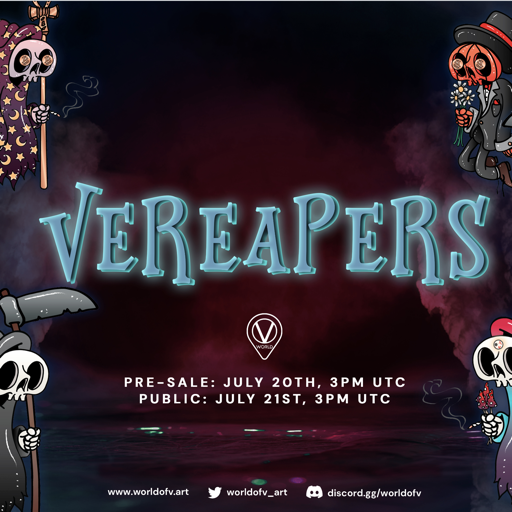 VEREAPERS
V
WORLD
PRE-SALE: JULY 20TH, 3PM UTC
PUBLIC: JULY 21ST, 3PM UTC
www.worldofv.art worldofv_art discord.gg/worldofv